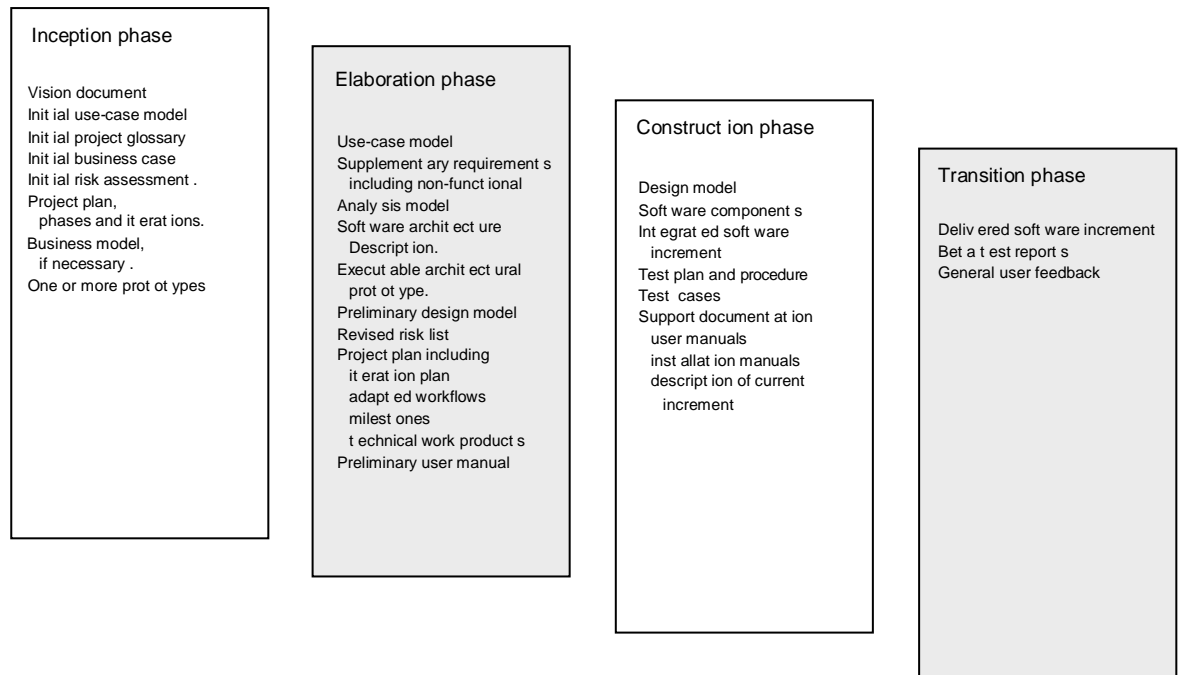 Inception phase
Vision document
Init ial use-case model
Init ial project glossary
Init ial business case
Init ial risk assessment .
Project plan,
phases and it erat ions.
Business model,
if necessary .
One or more prot ot ypes
Elaboration phase
Use-case model
Supplement ary requirement s
including non-funct ional
Analy sis model
Soft ware archit ect ure
Descript ion.
Execut able archit ect ural
prot ot ype.
Preliminary design model
Revised risk list
Project plan including
it erat ion plan
adapt ed workflows
milest ones
t echnical work product s
Preliminary user manual
Construct ion phase
Design model
Soft ware component s
Int egrat ed soft ware
increment
Test plan and procedure
Test cases
Support document at ion
user manuals
inst allat ion manuals
descript ion of current
increment
Transition phase
Deliv ered soft ware increment
Bet a t est report s
General user feedback